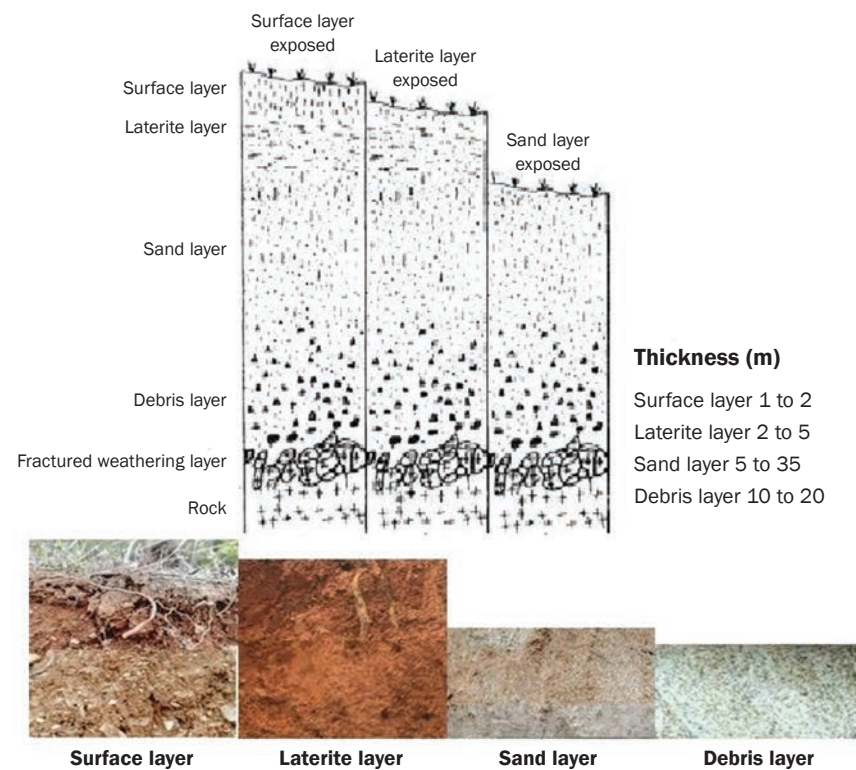 Surface layer
exposed
Laterite layer
exposed
Sand layer
exposed
Surface layer
Laterite layer
Sand layer
Debris layer
Fractured weathering layer
Rock
Thickness (m)
Surface layer 1 to 2
Laterite layer 2 to 5
Sand layer 5 to 35
Debris layer 10 to 20
Surface layer
Laterite layer
Sand layer
Debris layer